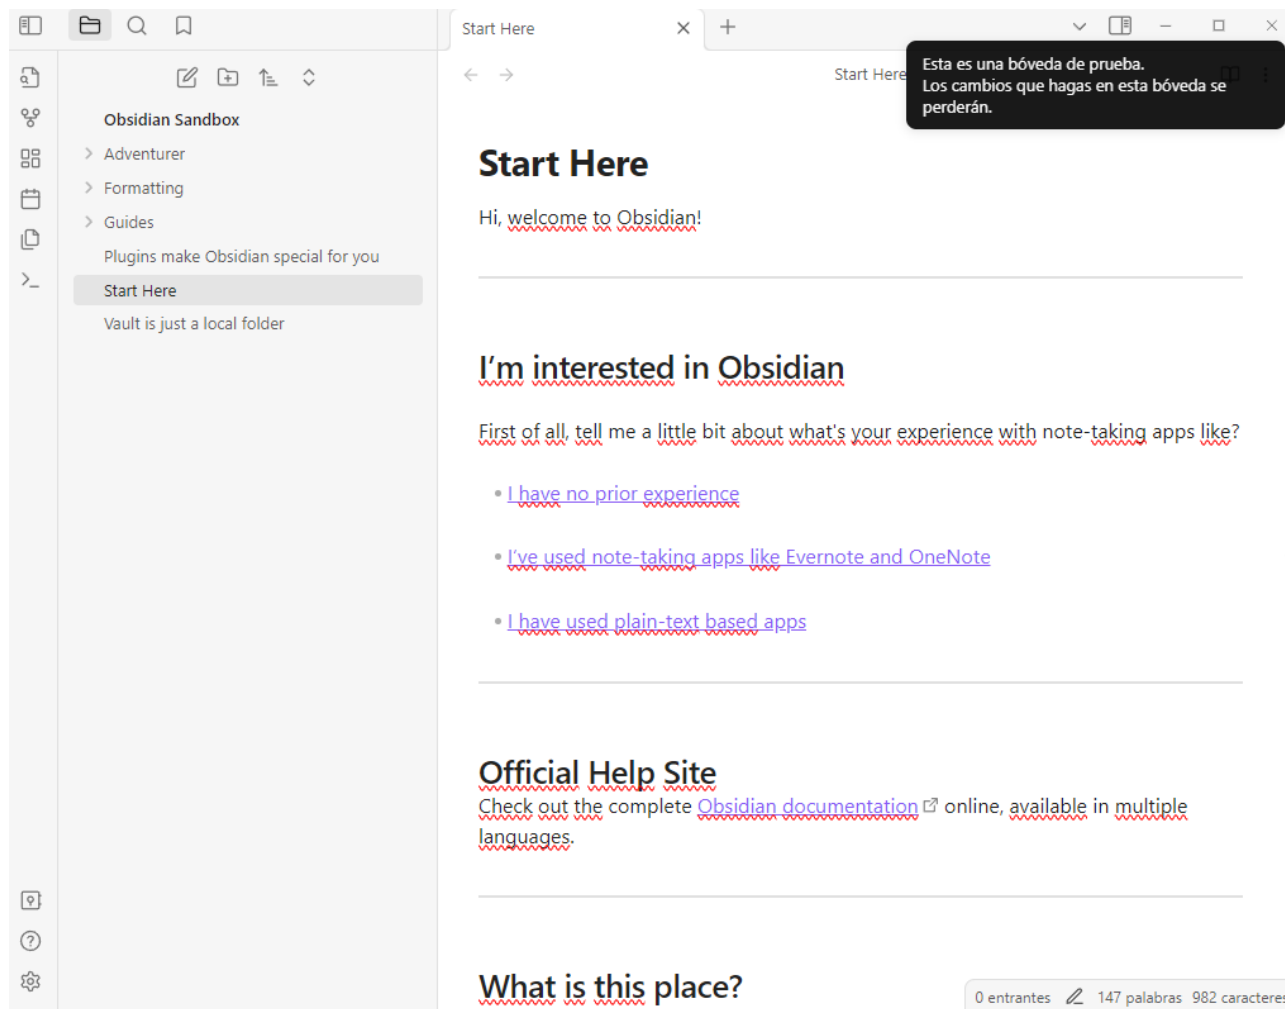 Start Here
Start Here
Esta es una bóveda de prueba.
Los cambios que hagas en esta bóveda se
perderán.
Obsidian Sandbox
Adventurer
Formatting
Guides
Plugins make Obsidian special for you
Start Here
Vault is just a local folder
Start Here
Hi, welcome to Obsidian!
I’m interested in Obsidian
First of all, tell me a little bit about what's your experience with note-taking apps like?
• I have no prior experience
• I’ve used note-taking apps like Evernote and OneNote
• I have used plain-text based apps
Official Help Site
Check out the complete Obsidian documentation online, available in multiple
languages.
What is this place?
0 entrantes 147 palabras 982 caracteres